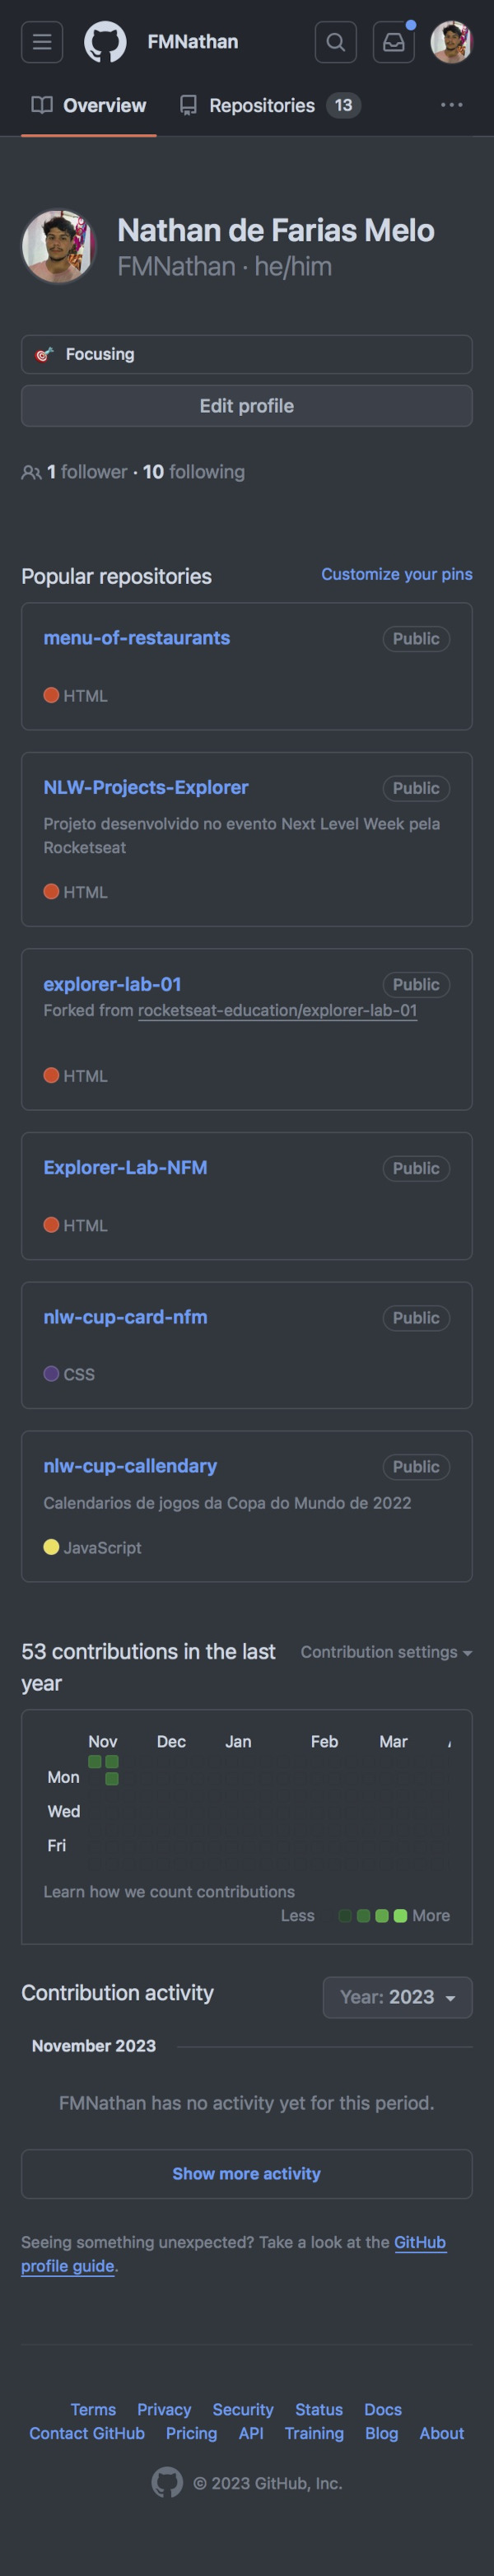 FMNathan
Overview Repositories 13
Nathan de Farias Melo
FMNathan · he/him
Focusing
Edit profile
1 follower · 10 following
Popular repositories Customize your pins
menu-of-restaurants Public
HTML
NLW-Projects-Explorer Public
Projeto desenvolvido no evento Next Level Week pela
Rocketseat
HTML
explorer-lab-01 Public
Forked from rocketseat-education/explorer-lab-01
HTML
Explorer-Lab-NFM Public
HTML
nlw-cup-card-nfm Public
CSS
nlw-cup-callendary Public
Calendarios de jogos da Copa do Mundo de 2022
JavaScript
53 contributions in the last Contribution settings
year
Nov Dec Jan Feb Mar
Mon
Wed
Fri
Learn how we count contributions
Less More
Contribution activity Year: 2023
November 2023
FMNathan has no activity yet for this period.
Show more activity
Seeing something unexpected? Take a look at the GitHub
profile guide.
Terms Privacy Security Status Docs
Contact GitHub Pricing API Training Blog About
© 2023 GitHub, Inc.